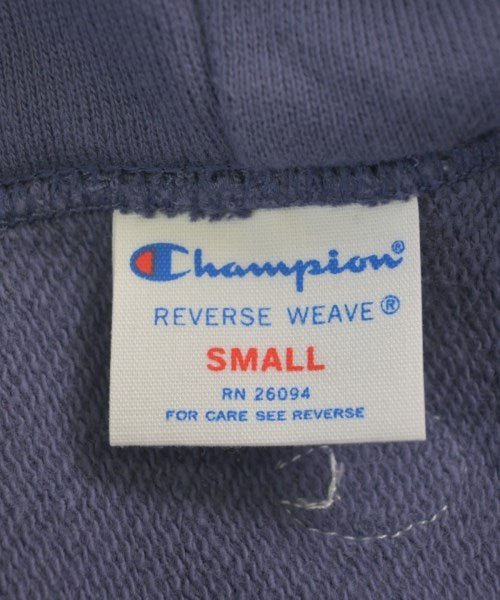 Champion®
REVERSE WEAVE®
SMALL
RN 26094
FOR CARE SEE REVERSE